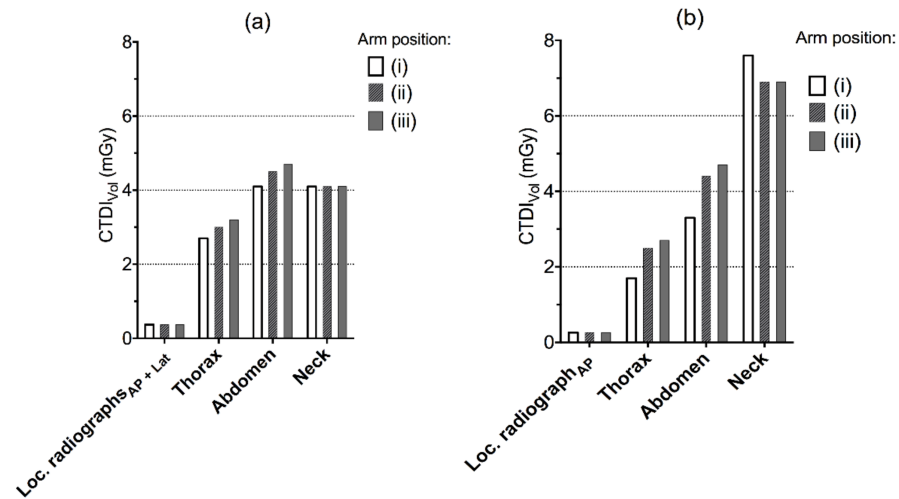 (a)
Arm position:
(i)
(ii)
(iii)
8
6
4
2
0
CTDIVol (mGy)
Loc. radiographsAP + Lat
Thorax
Abdomen
Neck
(b)
Arm position:
(i)
(ii)
(iii)
8
6
4
2
0
CTDIVol (mGy)
Loc. radiographAP
Thorax
Abdomen
Neck